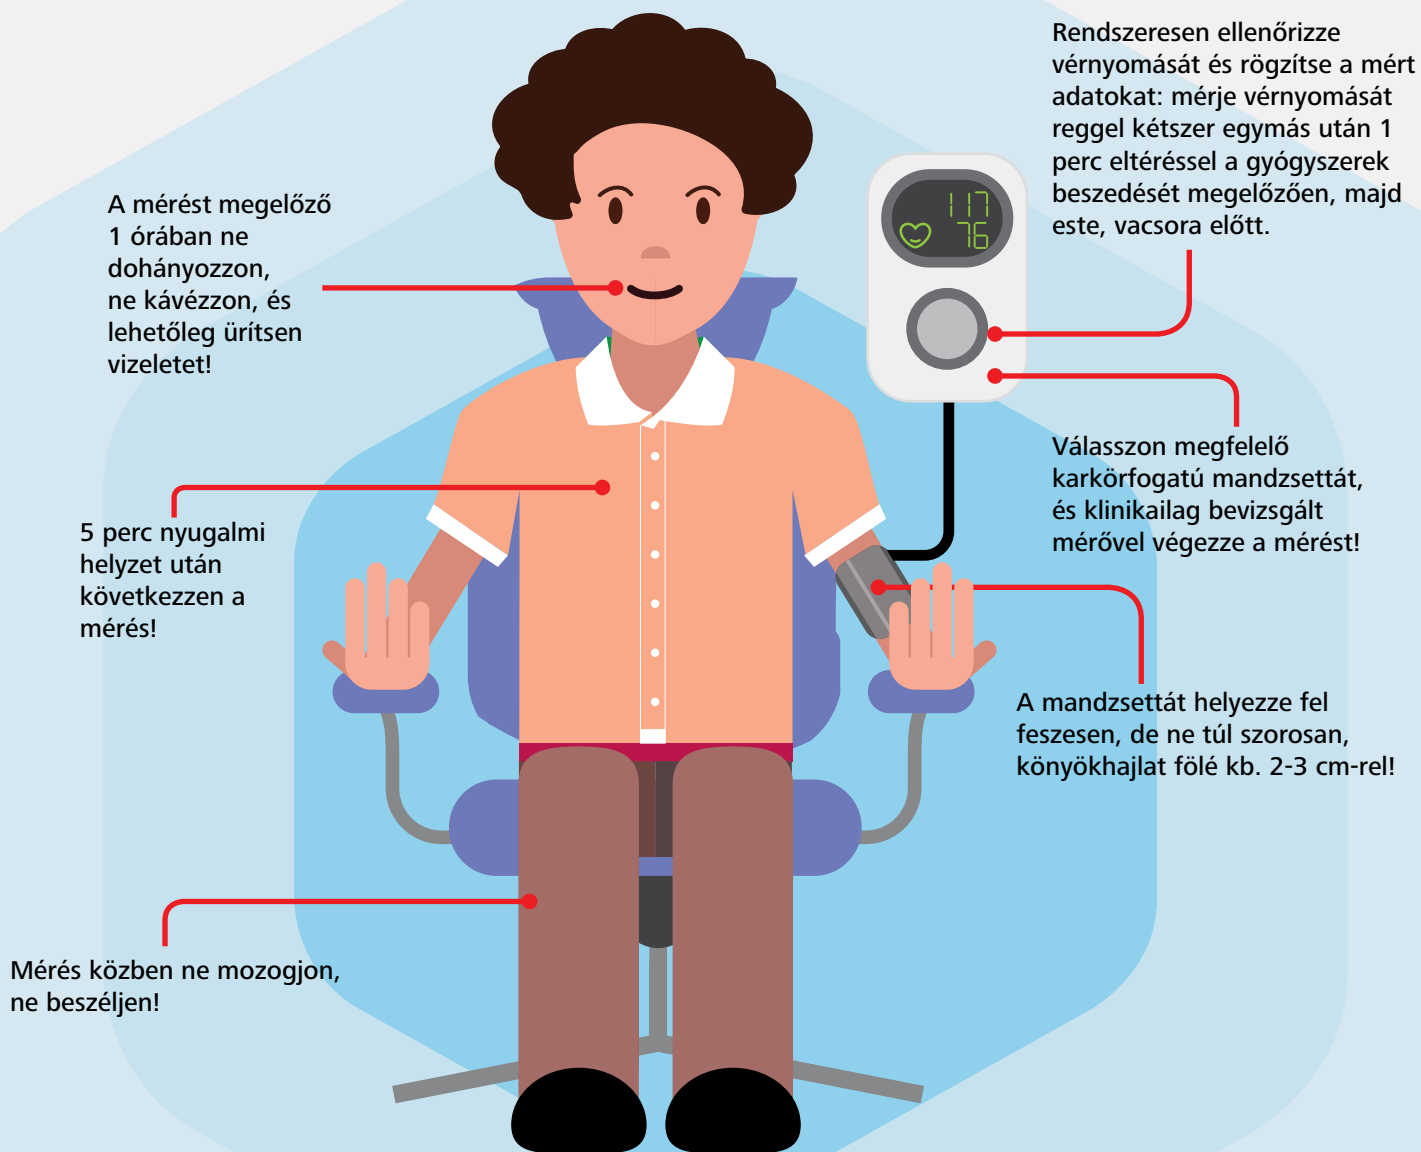 Rendszeresen ellenőrizze
vérnyomását és rögzítse a mért
adatokat: mérje vérnyomását
reggel kétszer egymás után 1
perc eltéréssel a gyógyszerek
beszedését megelőzően, majd
este, vacsora előtt.
A mérést megelőző
1 órában ne
dohányozzon,
ne kávézzon, és
lehetőleg ürítsen
vizeletet!
117
76
Válasszon megfelelő
karkörfogatú mandzsettát,
és klinikailag bevizsgált
mérővel végezze a mérést!
5 perc nyugalmi
helyzet után
következzen a
mérés!
A mandzsettát helyezze fel
feszesen, de ne túl szorosan,
könyökhajlat fölé kb. 2-3 cm-rel!
Mérés közben ne mozogjon,
ne beszéljen!